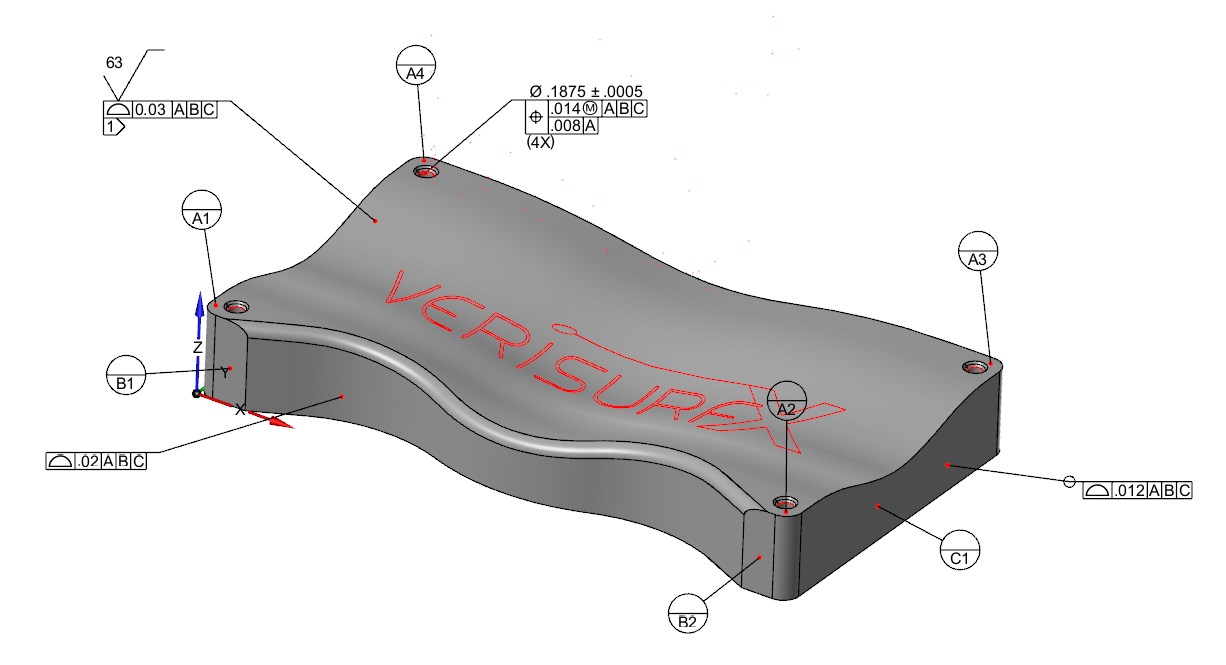 63
⌓ 0.03 A B C
1
A4
Ø .1875 ± .0005
⌖ .014 Ⓜ A B C
.008 A
(4X)
A1
A3
VERISURF X
Z
B1
Y
X
A2
⌓ .02 A B C
⌓ .012 A B C
C1
B2